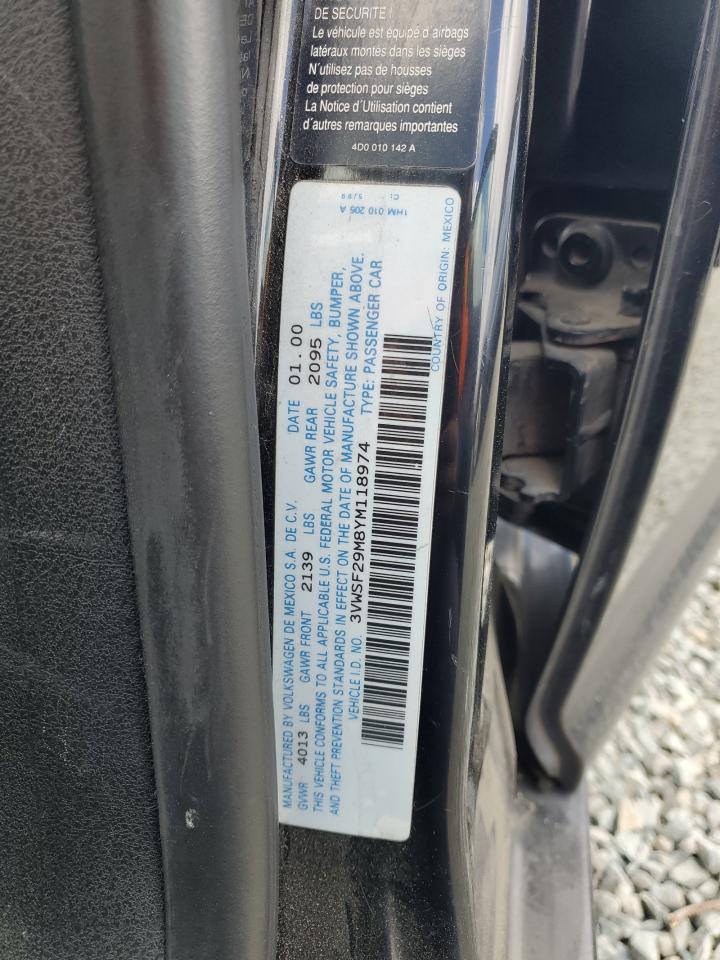 DE SECURITE !
Le véhicule est équipé d'airbags
latéraux montés dans les sièges
N'utilisez pas de housses
de protection pour sièges
La Notice d'Utilisation contient
d'autres remarques importantes
4D0 010 142 A
MANUFACTURED BY VOLKSWAGEN DE MEXICO S.A. DE C.V. DATE 01.00
GVWR 4013 LBS GAWR FRONT 2139 LBS GAWR REAR 2095 LBS
THIS VEHICLE CONFORMS TO ALL APPLICABLE U.S. FEDERAL MOTOR VEHICLE SAFETY, BUMPER,
AND THEFT PREVENTION STANDARDS IN EFFECT ON THE DATE OF MANUFACTURE SHOWN ABOVE.
VEHICLE I.D. NO. 3VWSF29M8YM118974 TYPE: PASSENGER CAR
COUNTRY OF ORIGIN: MEXICO
1HM 010 205 A
5/99